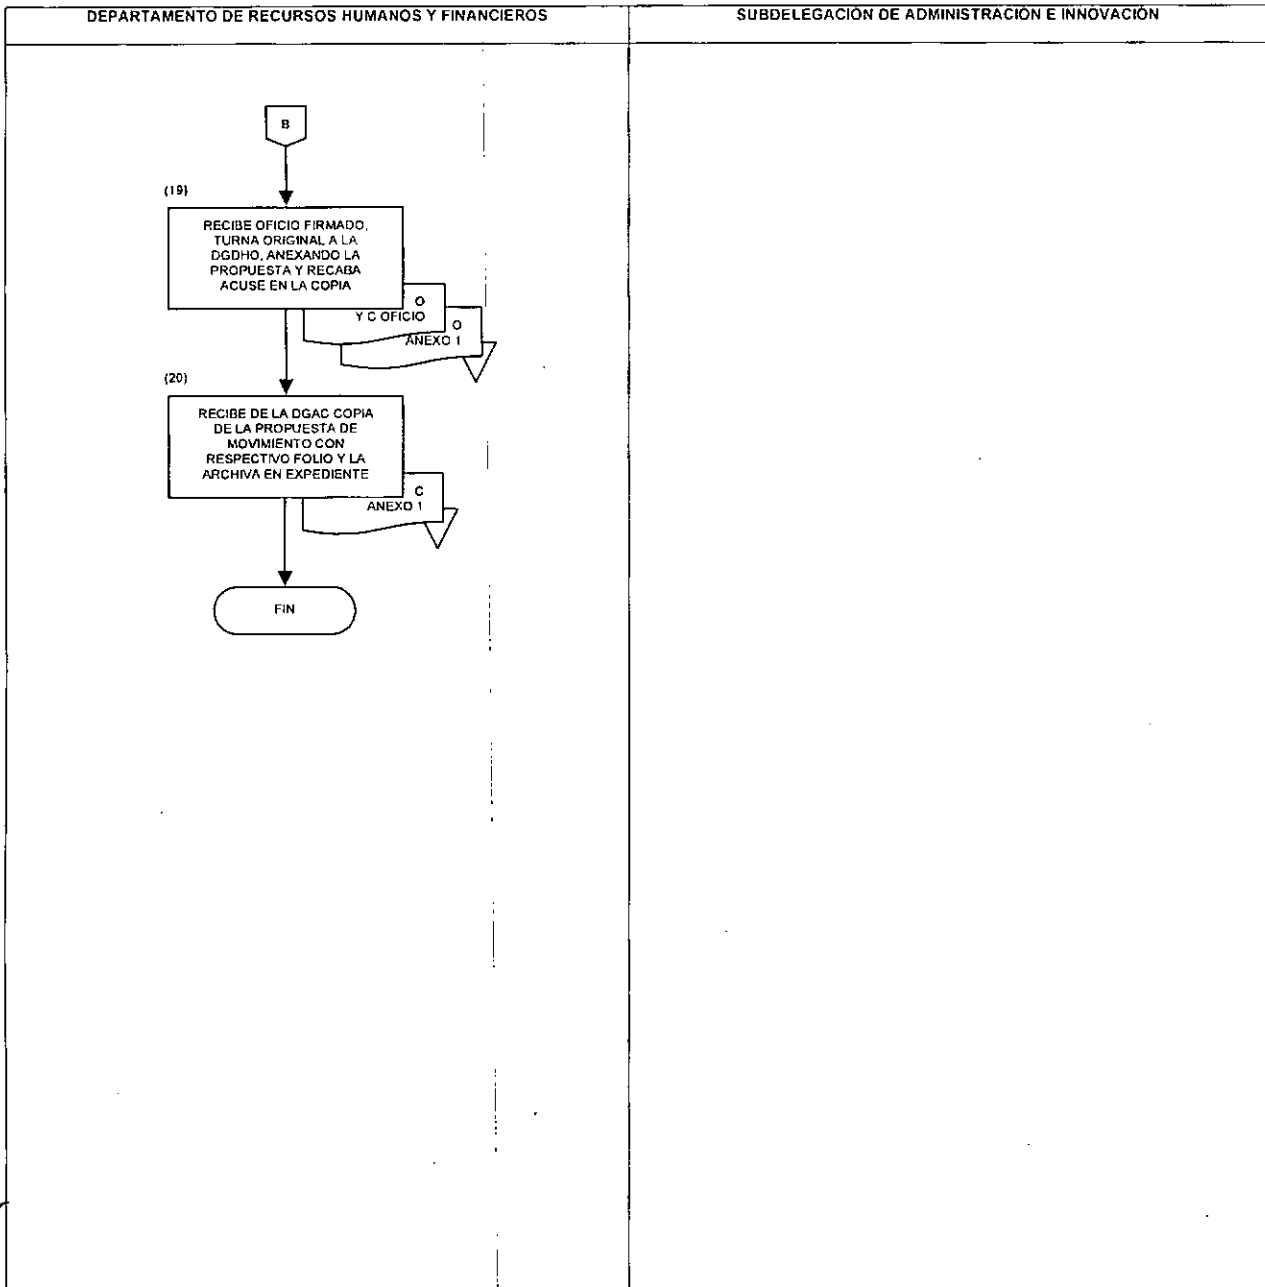 DEPARTAMENTO DE RECURSOS HUMANOS Y FINANCIEROS
SUBDELEGACIÓN DE ADMINISTRACIÓN E INNOVACIÓN
B
(19)
RECIBE OFICIO FIRMADO,
TURNA ORIGINAL A LA
DGDHO, ANEXANDO LA
PROPUESTA Y RECABA
ACUSE EN LA COPIA
O
Y C OFICIO
O
ANEXO 1
(20)
RECIBE DE LA DGAC COPIA
DE LA PROPUESTA DE
MOVIMIENTO CON
RESPECTIVO FOLIO Y LA
ARCHIVA EN EXPEDIENTE
C
ANEXO 1
FIN